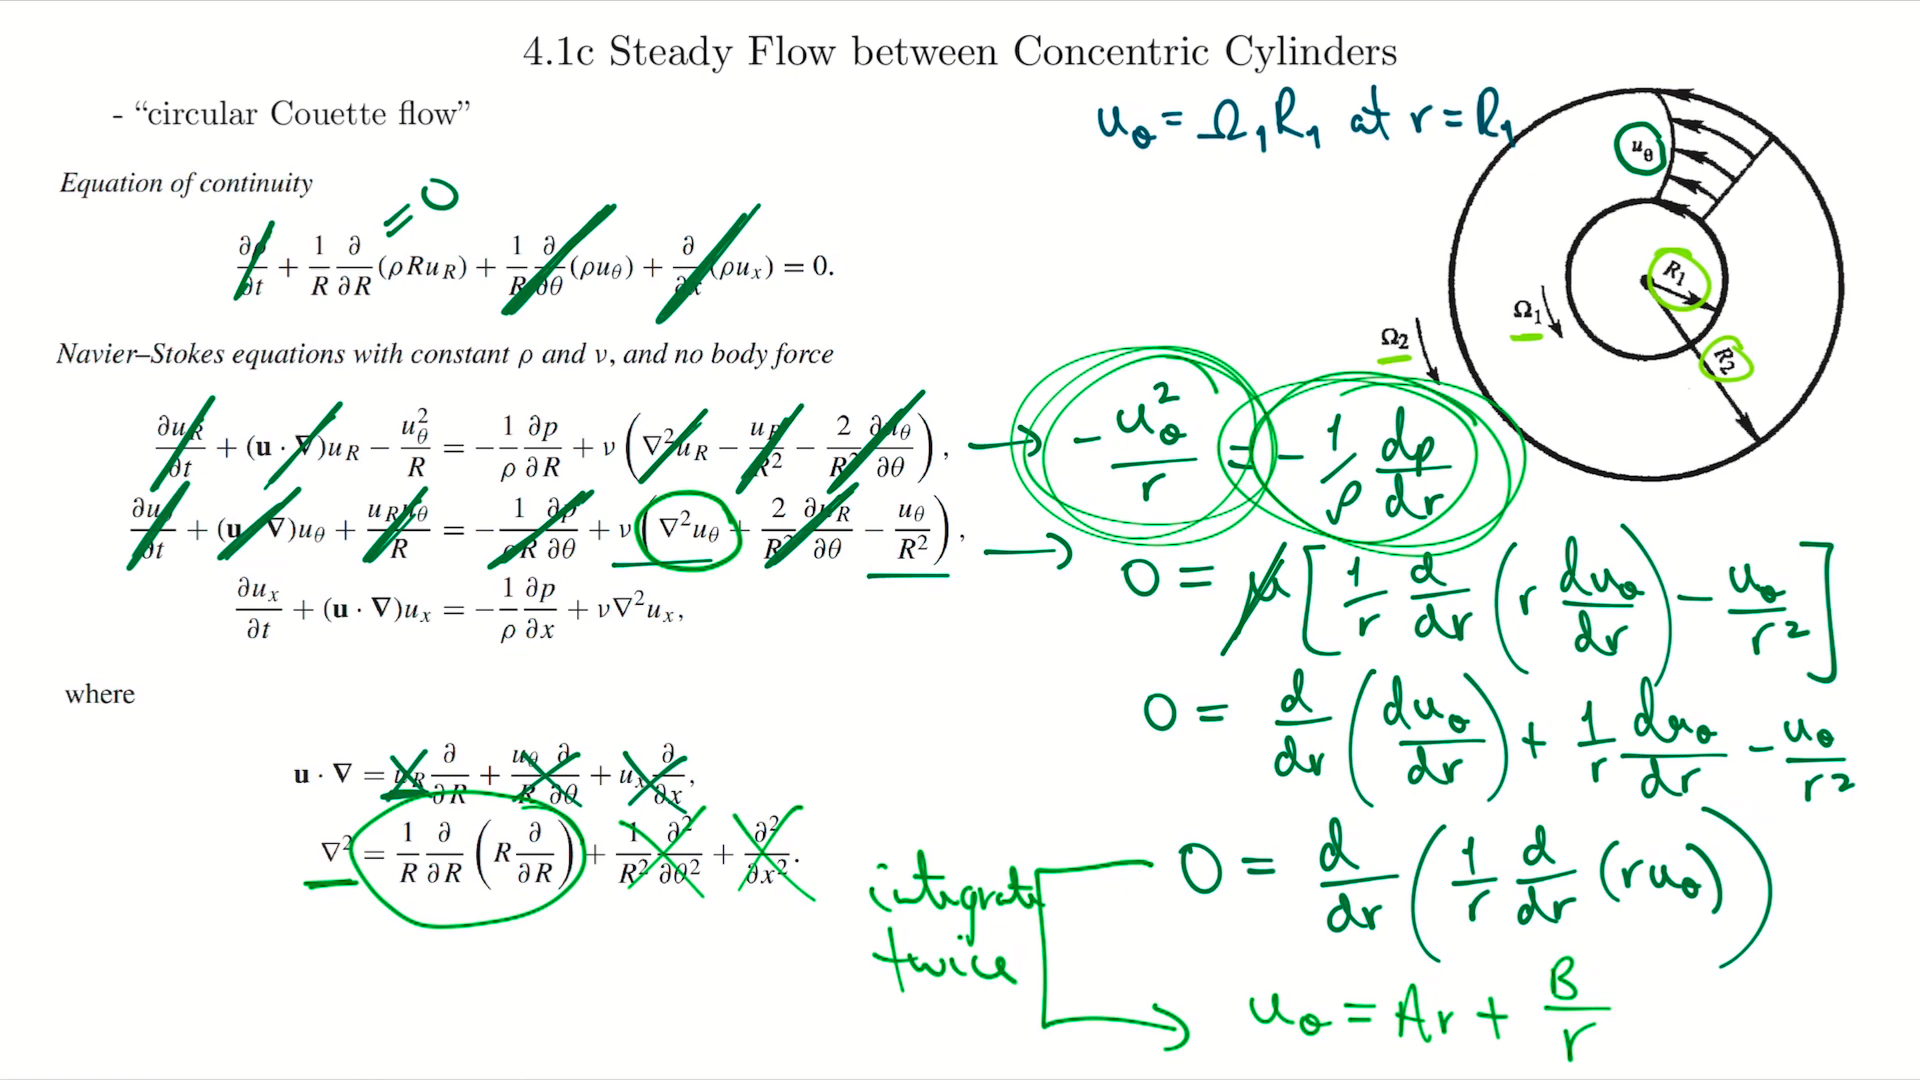 4.1c Steady Flow between Concentric Cylinders
- “circular Couette flow”
u_θ = Ω₁R₁ at r = R₁
u_θ
R₁
R₂
Ω₁
Ω₂
Equation of continuity
= 0
∂ρ/∂t + 1/R ∂/∂R (ρRu_R) + 1/R ∂/∂θ (ρu_θ) + ∂/∂x (ρu_x) = 0.
Navier–Stokes equations with constant ρ and ν, and no body force
∂u_R/∂t + (u · ∇)u_R − u_θ²/R = −1/ρ ∂p/∂R + ν(∇²u_R − u_R/R² − 2/R² ∂u_θ/∂θ),
→ − u_θ²/r = − 1/ρ dp/dr
∂u_θ/∂t + (u · ∇)u_θ + u_R u_θ/R = −1/ρR ∂p/∂θ + ν(∇²u_θ + 2/R² ∂u_R/∂θ − u_θ/R²),
→ 0 = μ [1/r d/dr (r du_θ/dr) − u_θ/r²]
∂u_x/∂t + (u · ∇)u_x = −1/ρ ∂p/∂x + ν∇²u_x,
0 = d/dr (du_θ/dr) + 1/r du_θ/dr − u_θ/r²
where
u · ∇ = u_R ∂/∂R + u_θ/R ∂/∂θ + u_x ∂/∂x,
∇² = 1/R ∂/∂R (R ∂/∂R) + 1/R² ∂²/∂θ² + ∂²/∂x².
0 = d/dr (1/r d/dr (ru_θ))
integrate
twice
u_θ = Ar + B/r